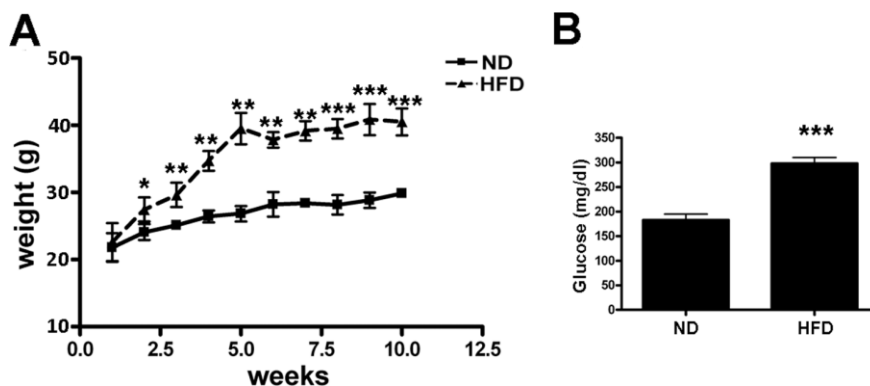 A
weight (g)
50
40
30
20
10
* ** ** ** ** ** *** *** ***
ND
HFD
0.0 2.5 5.0 7.5 10.0 12.5
weeks
B
Glucose (mg/dl)
350
300
250
200
150
100
50
0
***
ND HFD